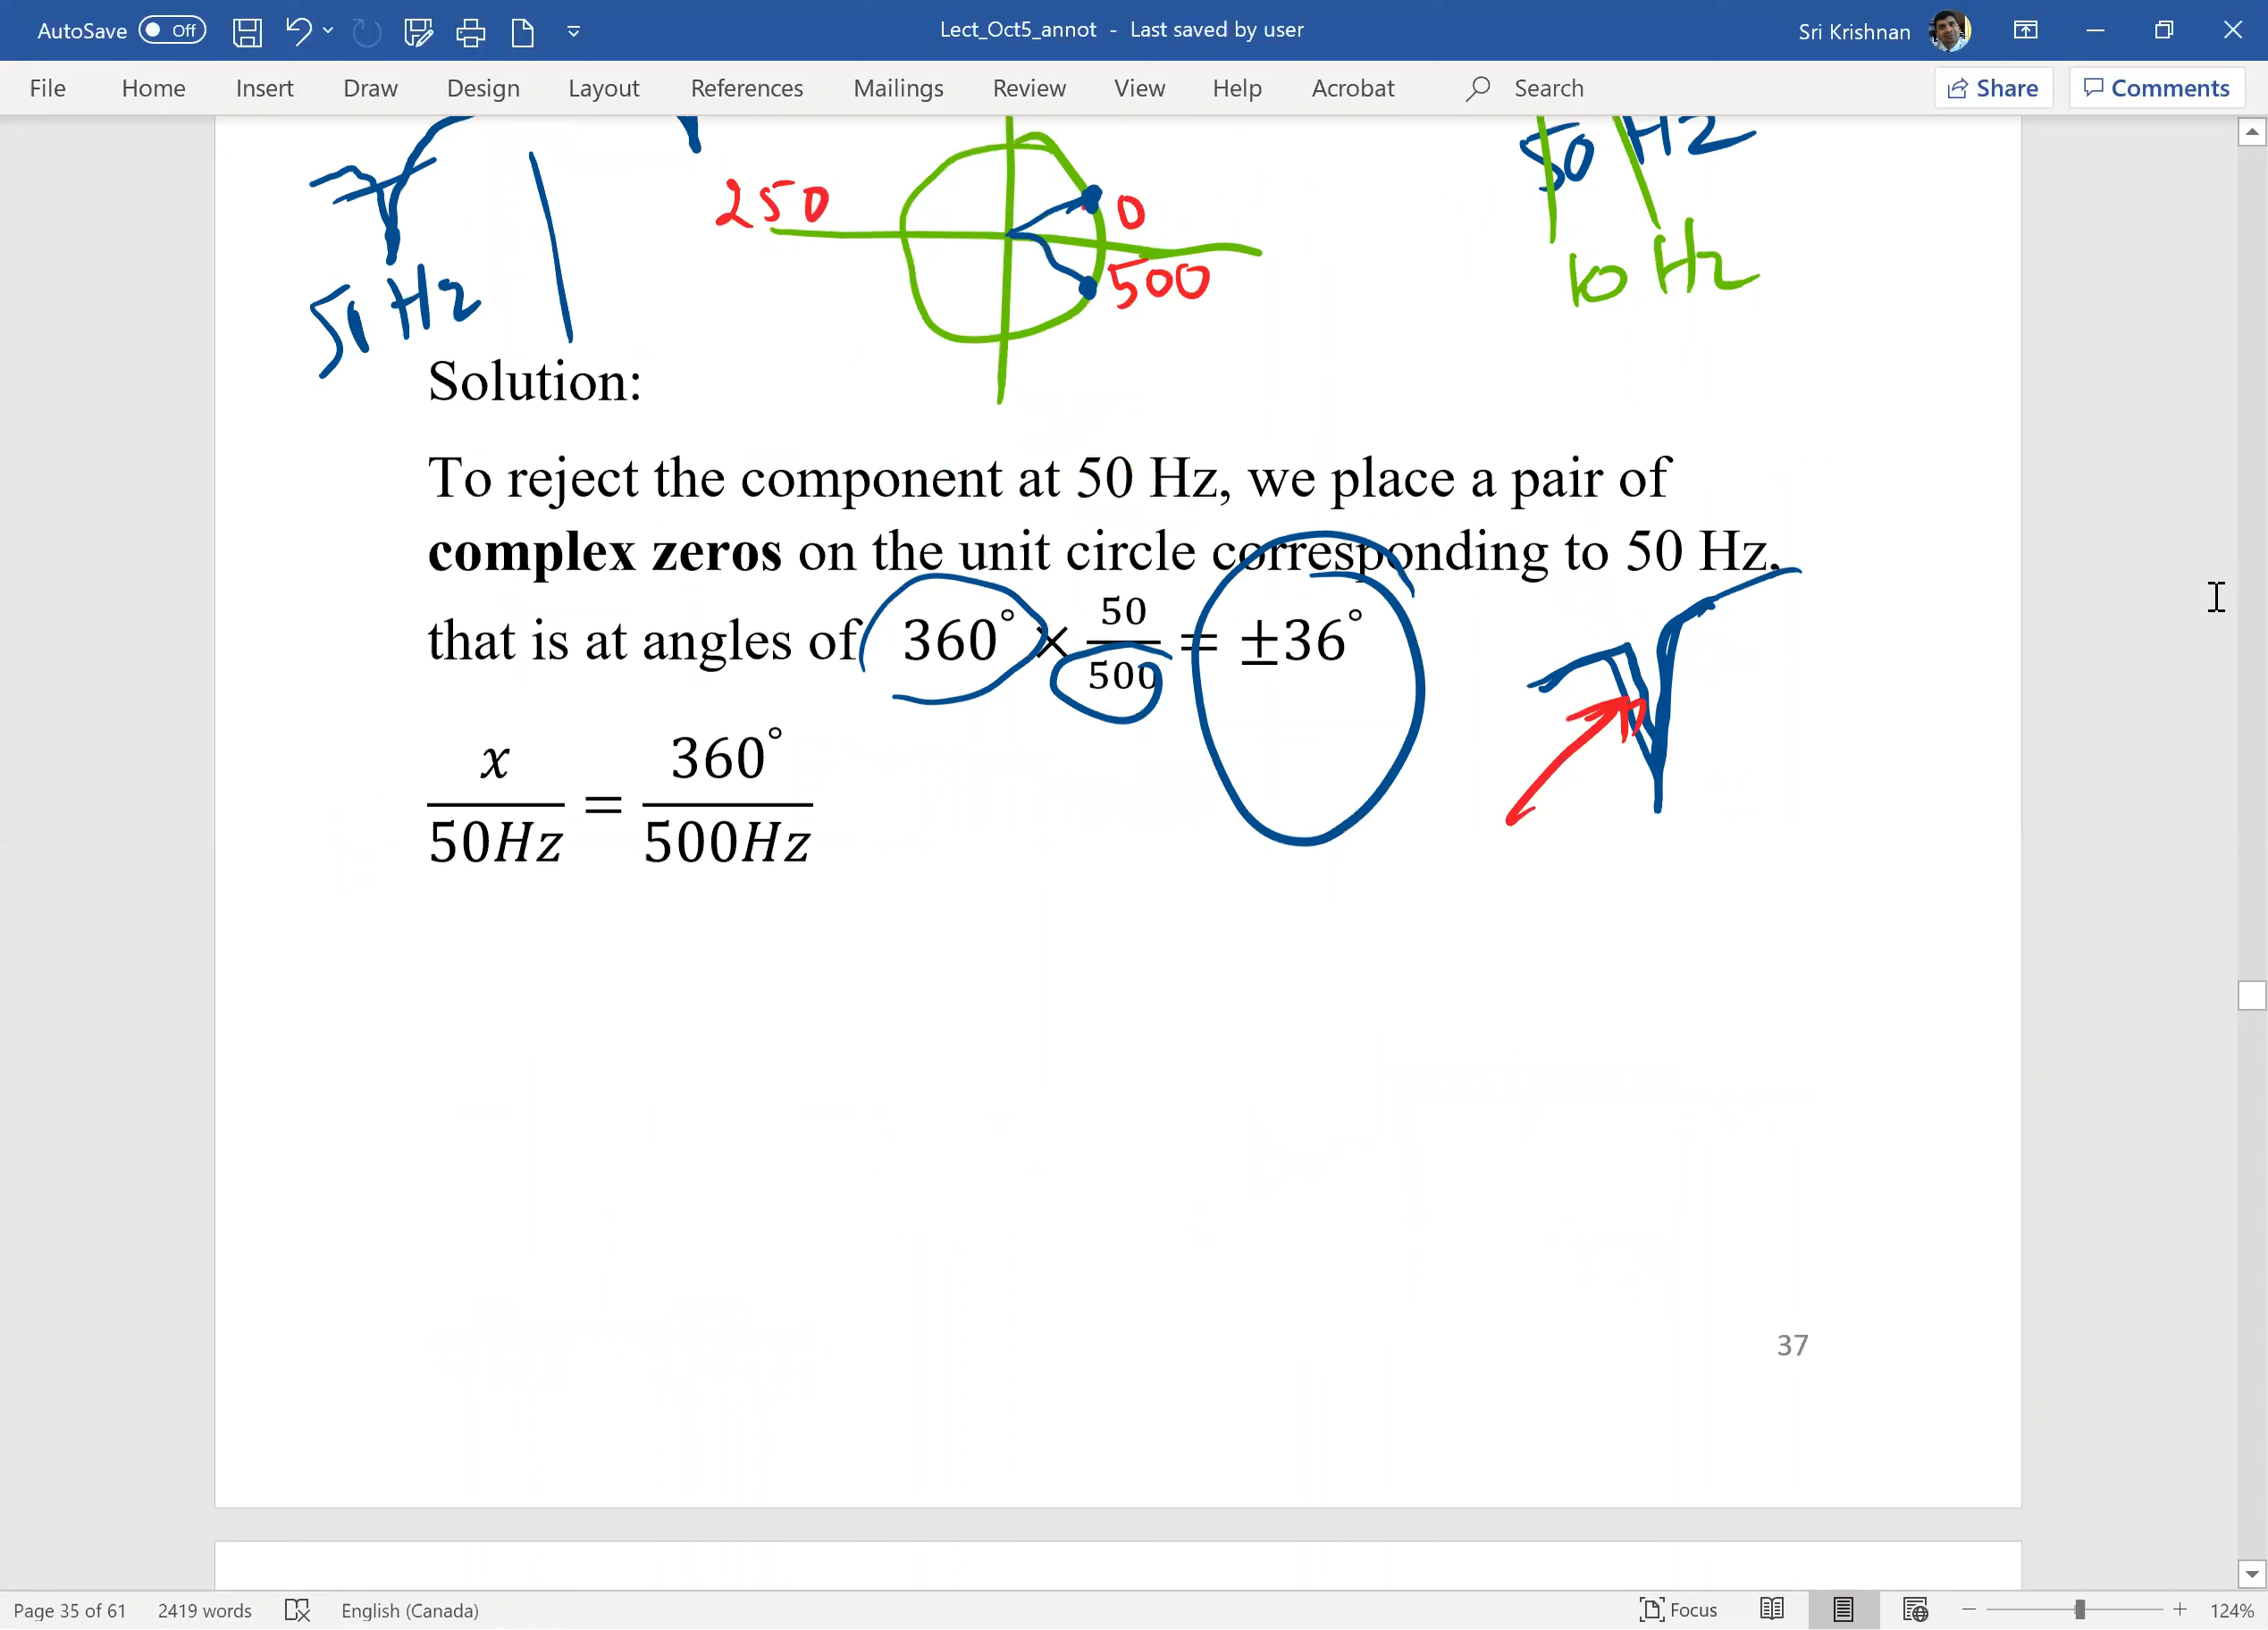 AutoSave Off Lect_Oct5_annot - Last saved by user Sri Krishnan
File Home Insert Draw Design Layout References Mailings Review View Help Acrobat Search Share Comments
50 Hz
250 0
500
10 Hz
50 Hz
Solution:
To reject the component at 50 Hz, we place a pair of
complex zeros on the unit circle corresponding to 50 Hz,
that is at angles of 360° × 50/500 = ±36°
x/50Hz = 360°/500Hz
37
Page 35 of 61 2419 words English (Canada) Focus 124%